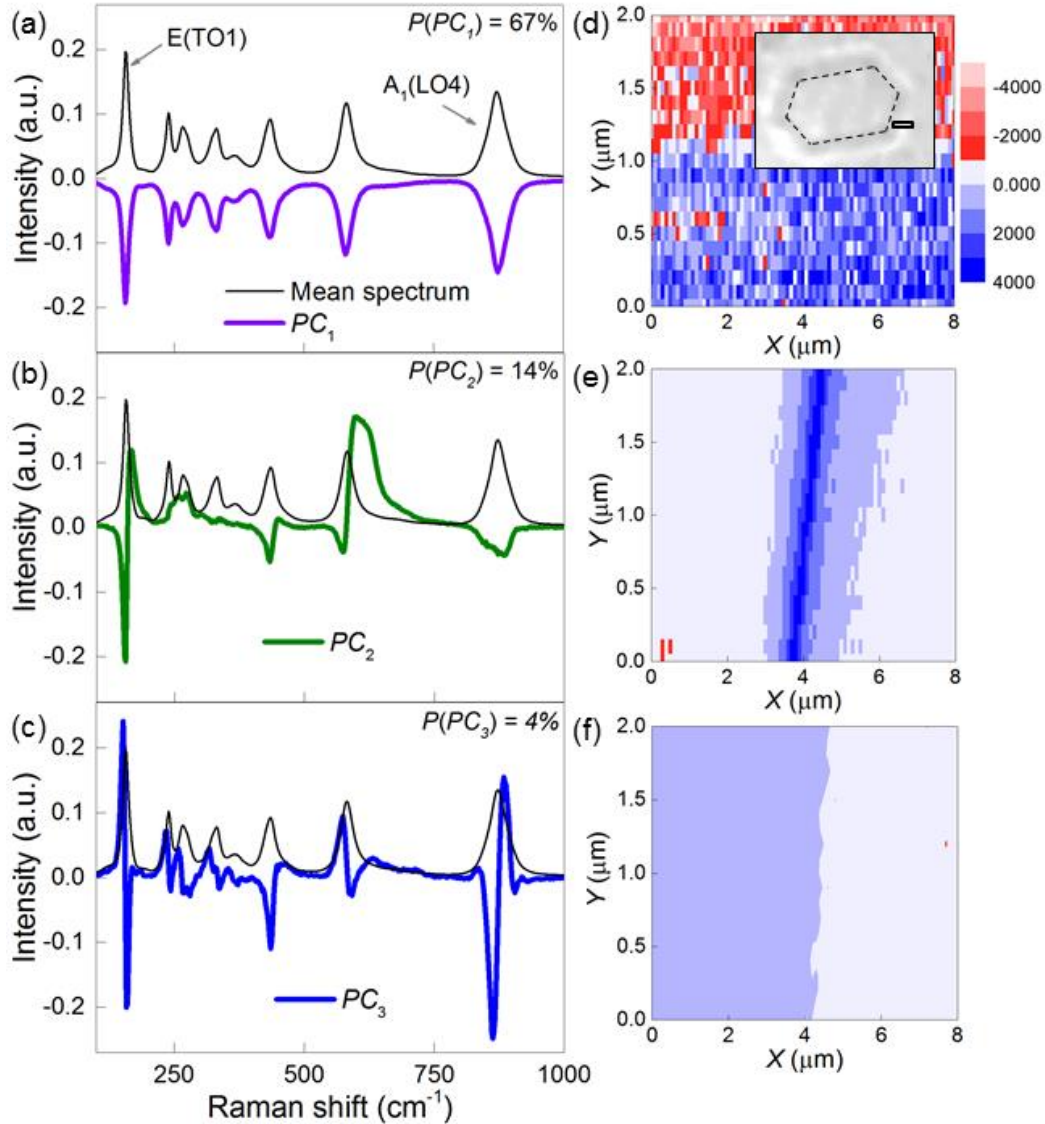 (a)
P(PC₁) = 67%
E(TO1)
A₁(LO4)
0.2
0.1
0.0
-0.1
-0.2
Intensity (a.u.)
Mean spectrum
PC₁
(b)
P(PC₂) = 14%
0.2
0.1
0.0
-0.1
-0.2
Intensity (a.u.)
PC₂
(c)
P(PC₃) = 4%
0.2
0.1
0.0
-0.1
-0.2
Intensity (a.u.)
PC₃
250 500 750 1000
Raman shift (cm⁻¹)
(d)
2.0
1.5
1.0
0.5
0.0
Y (μm)
0 2 4 6 8
X (μm)
-4000
-2000
0.000
2000
4000
(e)
2.0
1.5
1.0
0.5
0.0
Y (μm)
0 2 4 6 8
X (μm)
(f)
2.0
1.5
1.0
0.5
0.0
Y (μm)
0 2 4 6 8
X (μm)